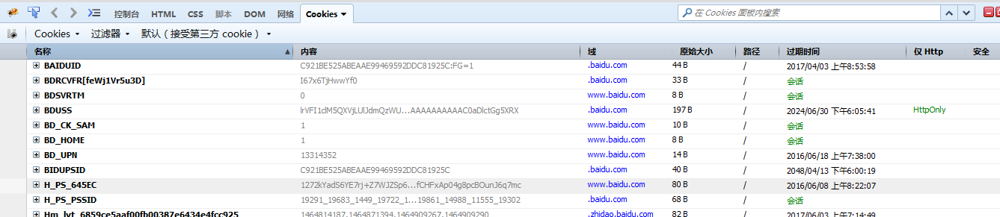 控制台 HTML CSS 脚本 DOM 网络 Cookies 在 Cookies 面板内搜索
Cookies 过滤器 默认（接受第三方 cookie）
名称 内容 域 原始大小 路径 过期时间 仅 Http 安全
BAIDUID C921BE525ABEAAE99469592DDC81925C:FG=1 .baidu.com 44 B / 2017/04/03 上午8:53:58
BDRCVFR[feWj1Vr5u3D] I67x6TjHwwYf0 .baidu.com 33 B / 会话
BDSVRTM 0 www.baidu.com 8 B / 会话
BDUSS lrVFI1clM5QXVjLUlJdmQzWU...AAAAAAAAAAC0aDlctGg5XRX .baidu.com 197 B / 2024/06/30 下午6:05:41 HttpOnly
BD_CK_SAM 1 www.baidu.com 10 B / 会话
BD_HOME 1 www.baidu.com 8 B / 会话
BD_UPN 13314352 www.baidu.com 14 B / 2016/06/18 上午7:38:00
BIDUPSID C921BE525ABEAAE99469592DDC81925C .baidu.com 40 B / 2048/04/13 下午6:00:19
H_PS_645EC 1272kYadS6YE7rj+Z7WJZSp6...fCHFxAp04g8pcBOunJ6q7mc www.baidu.com 80 B / 2016/06/08 上午8:22:07
H_PS_PSSID 19291_19683_1449_19722_1...19861_14988_11555_19302 .baidu.com 68 B / 会话
Hm_lvt_6859ce5aaf00fb00387e6434e4fcc925 1464814187,1464871394,1464909267,1464909290 .zhidao.baidu.com 82 B / 2017/06/03 上午7:14:49